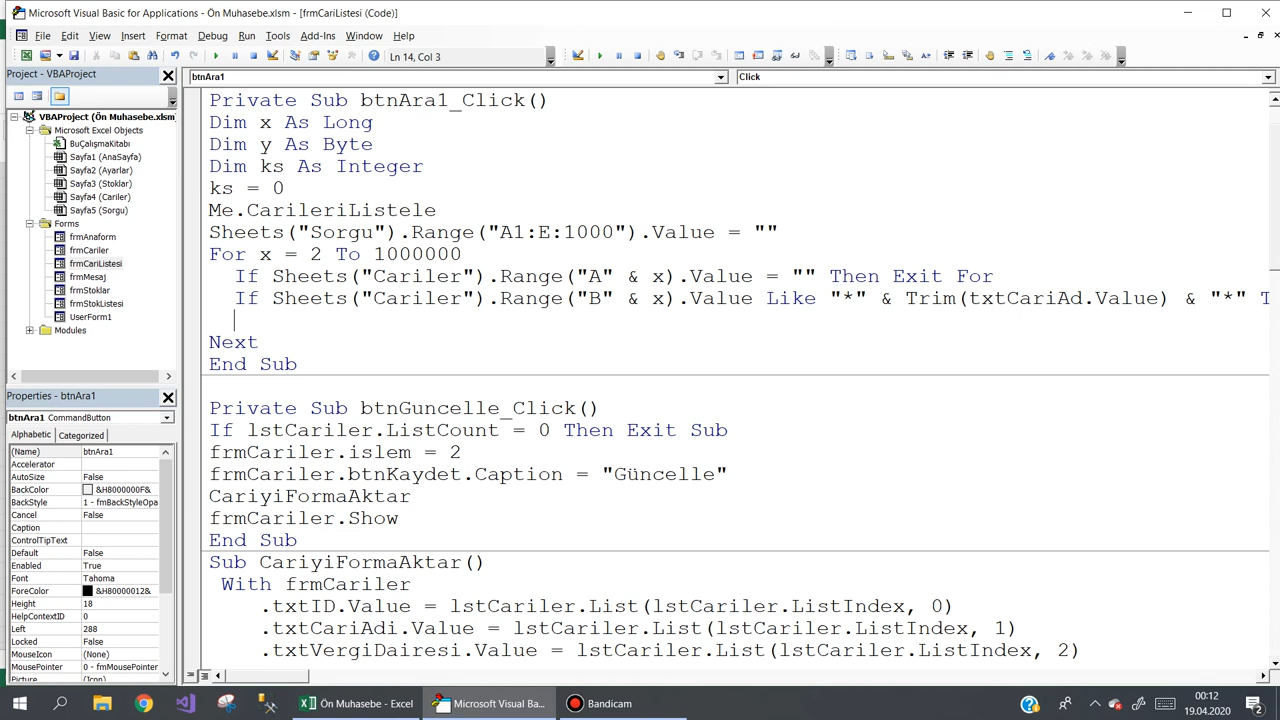 Microsoft Visual Basic for Applications - Ön Muhasebe.xlsm - [frmCariListesi (Code)]
File Edit View Insert Format Debug Run Tools Add-Ins Window Help
Ln 14, Col 3
Project - VBAProject
btnAra1 Click
VBAProject (Ön Muhasebe.xlsm)
Microsoft Excel Objects
BuÇalışmaKitabı
Sayfa1 (AnaSayfa)
Sayfa2 (Ayarlar)
Sayfa3 (Stoklar)
Sayfa4 (Cariler)
Sayfa5 (Sorgu)
Forms
frmAnaform
frmCariler
frmCariListesi
frmMesaj
frmStoklar
frmStokListesi
UserForm1
Modules
Properties - btnAra1
btnAra1 CommandButton
Alphabetic Categorized
(Name) btnAra1
Accelerator
AutoSize False
BackColor &H8000000F&
BackStyle 1 - fmBackStyleOpa
Cancel False
Caption
ControlTipText
Default False
Enabled True
Font Tahoma
ForeColor &H80000012&
Height 18
HelpContextID 0
Left 288
Locked False
MouseIcon (None)
MousePointer 0 - fmMousePointer
Picture (Icon)
Private Sub btnAra1_Click()
Dim x As Long
Dim y As Byte
Dim ks As Integer
ks = 0
Me.CarileriListele
Sheets("Sorgu").Range("A1:E:1000").Value = ""
For x = 2 To 1000000
If Sheets("Cariler").Range("A" & x).Value = "" Then Exit For
If Sheets("Cariler").Range("B" & x).Value Like "*" & Trim(txtCariAd.Value) & "*" T
Next
End Sub
Private Sub btnGuncelle_Click()
If lstCariler.ListCount = 0 Then Exit Sub
frmCariler.islem = 2
frmCariler.btnKaydet.Caption = "Güncelle"
CariyiFormaAktar
frmCariler.Show
End Sub
Sub CariyiFormaAktar()
With frmCariler
.txtID.Value = lstCariler.List(lstCariler.ListIndex, 0)
.txtCariAdi.Value = lstCariler.List(lstCariler.ListIndex, 1)
.txtVergiDairesi.Value = lstCariler.List(lstCariler.ListIndex, 2)
Ön Muhasebe - Excel
Microsoft Visual Ba...
Bandicam
00:12
19.04.2020